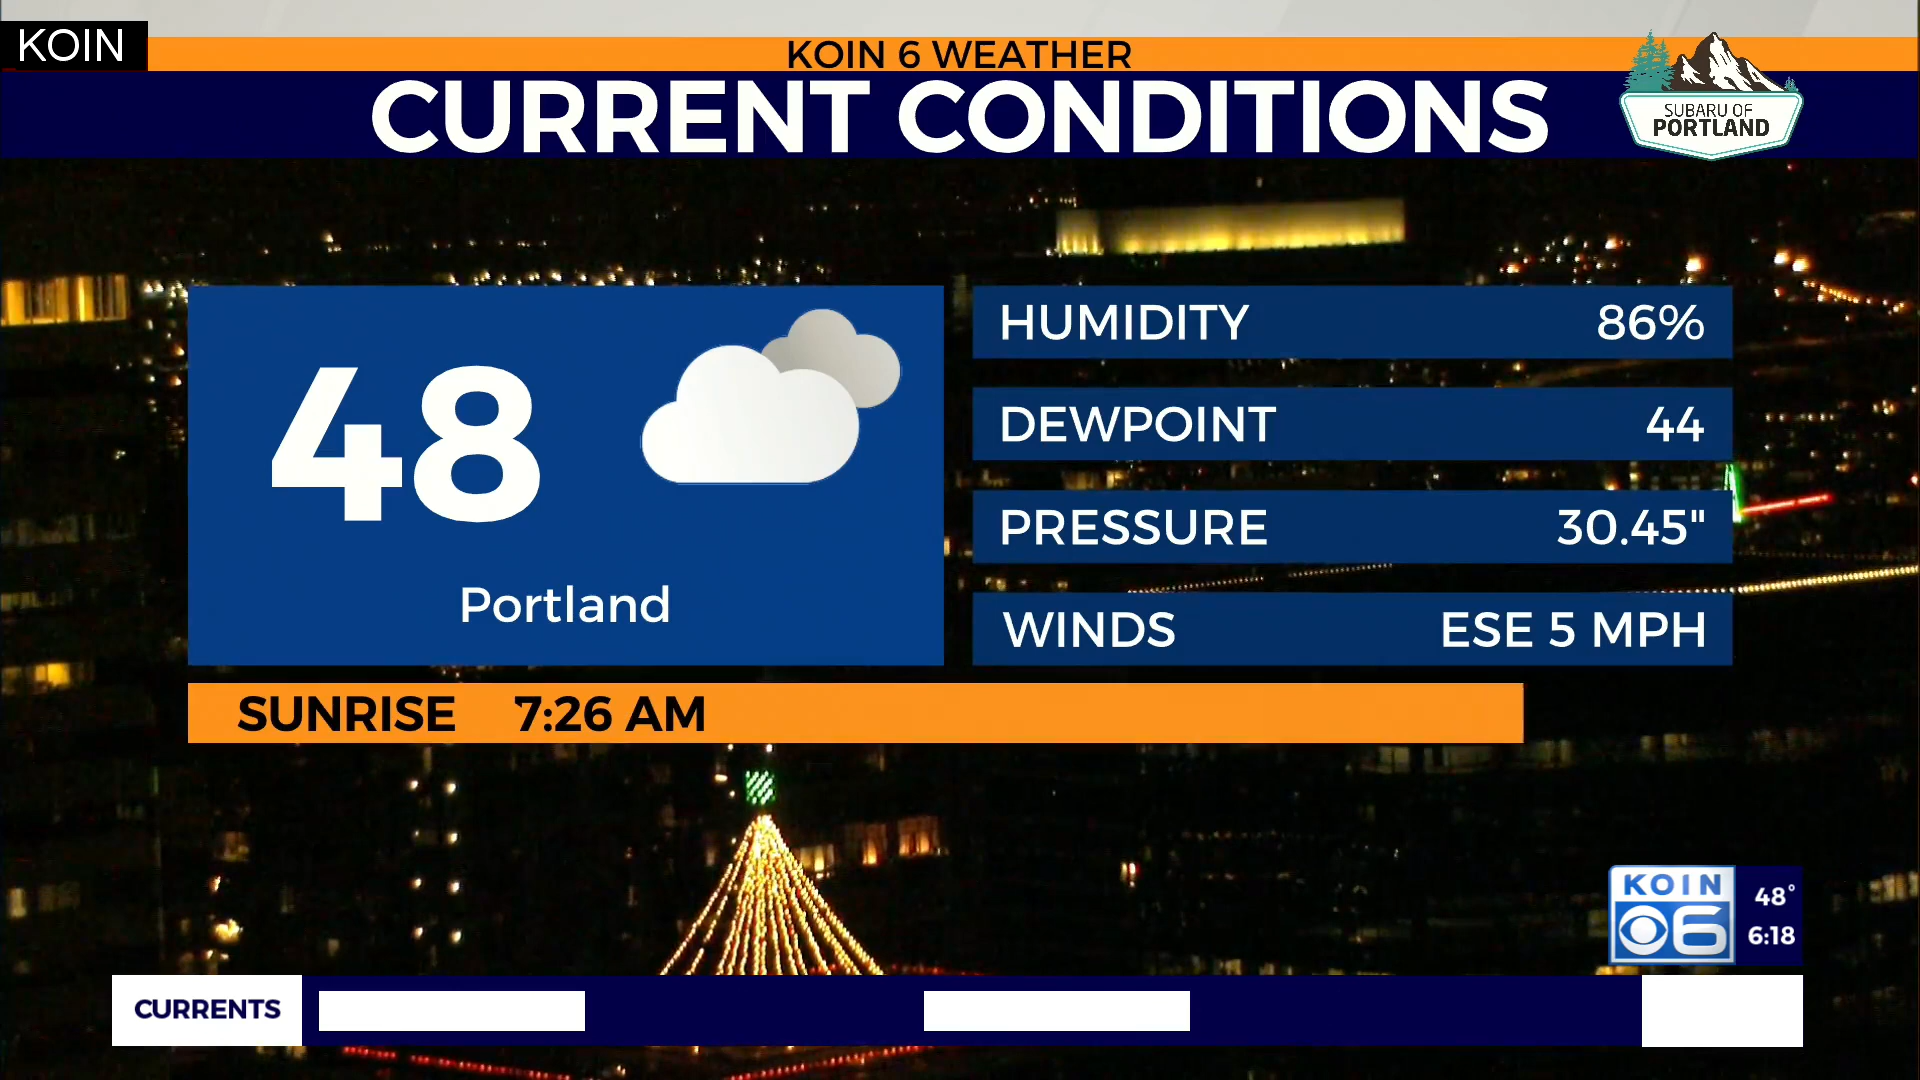 KOIN
KOIN 6 WEATHER
CURRENT CONDITIONS
SUBARU OF
PORTLAND
48
Portland
HUMIDITY 86%
DEWPOINT 44
PRESSURE 30.45"
WINDS ESE 5 MPH
SUNRISE 7:26 AM
KOIN
6
48°
6:18
CURRENTS